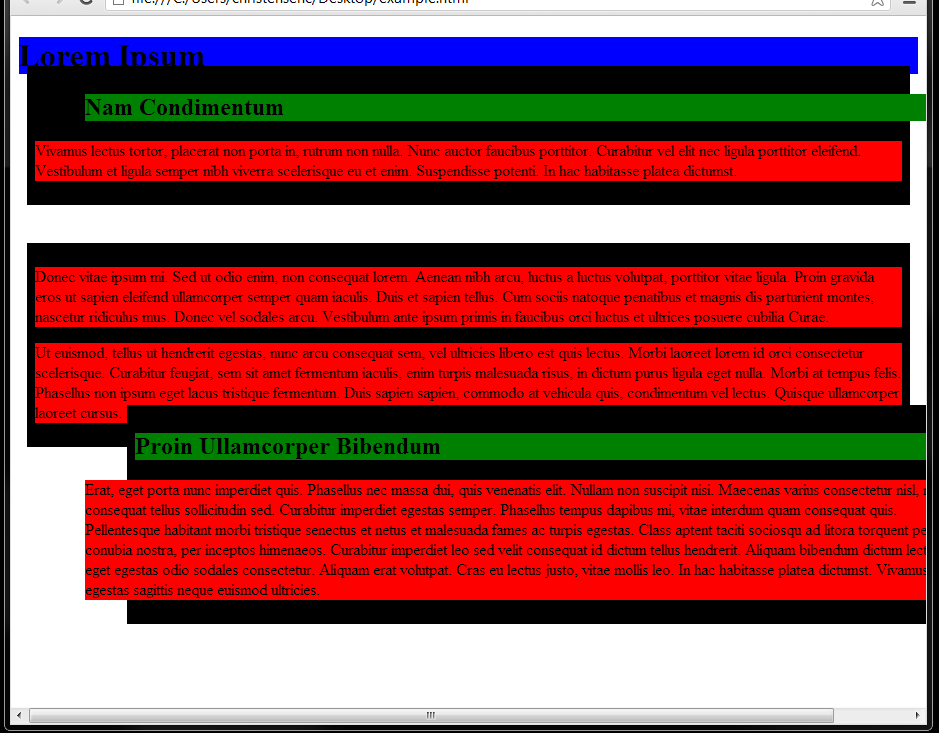 Lorem Ipsum
Nam Condimentum
Vivamus lectus tortor, placerat non porta in, rutrum non nulla. Nunc auctor faucibus porttitor. Curabitur vel elit nec ligula porttitor eleifend.
Vestibulum et ligula semper nibh viverra scelerisque eu et enim. Suspendisse potenti. In hac habitasse platea dictumst.
Donec vitae ipsum mi. Sed ut odio enim, non consequat lorem. Aenean nibh arcu, luctus a luctus volutpat, porttitor vitae ligula. Proin gravida
eros ut sapien eleifend ullamcorper semper quam iaculis. Duis et sapien tellus. Cum sociis natoque penatibus et magnis dis parturient montes,
nascetur ridiculus mus. Donec vel sodales arcu. Vestibulum ante ipsum primis in faucibus orci luctus et ultrices posuere cubilia Curae.
Ut euismod, tellus ut hendrerit egestas, nunc arcu consequat sem, vel ultricies libero est quis lectus. Morbi laoreet lorem id orci consectetur
scelerisque. Curabitur feugiat, sem sit amet fermentum iaculis, enim turpis malesuada risus, in dictum purus ligula eget nulla. Morbi at tempus felis.
Phasellus non ipsum eget lacus tristique fermentum. Duis sapien sapien, commodo at vehicula quis, condimentum vel lectus. Quisque ullamcorper
laoreet cursus.
Proin Ullamcorper Bibendum
Erat, eget porta nunc imperdiet quis. Phasellus nec massa dui, quis venenatis elit. Nullam non suscipit nisi. Maecenas varius consectetur nisl,
consequat tellus sollicitudin sed. Curabitur imperdiet egestas semper. Phasellus tempus dapibus mi, vitae interdum quam consequat quis.
Pellentesque habitant morbi tristique senectus et netus et malesuada fames ac turpis egestas. Class aptent taciti sociosqu ad litora torquent pe
conubia nostra, per inceptos himenaeos. Curabitur imperdiet leo sed velit consequat id dictum tellus hendrerit. Aliquam bibendum dictum lect
eget egestas odio sodales consectetur. Aliquam erat volutpat. Cras eu lectus justo, vitae mollis leo. In hac habitasse platea dictumst. Vivamus
egestas sagittis neque euismod ultricies.